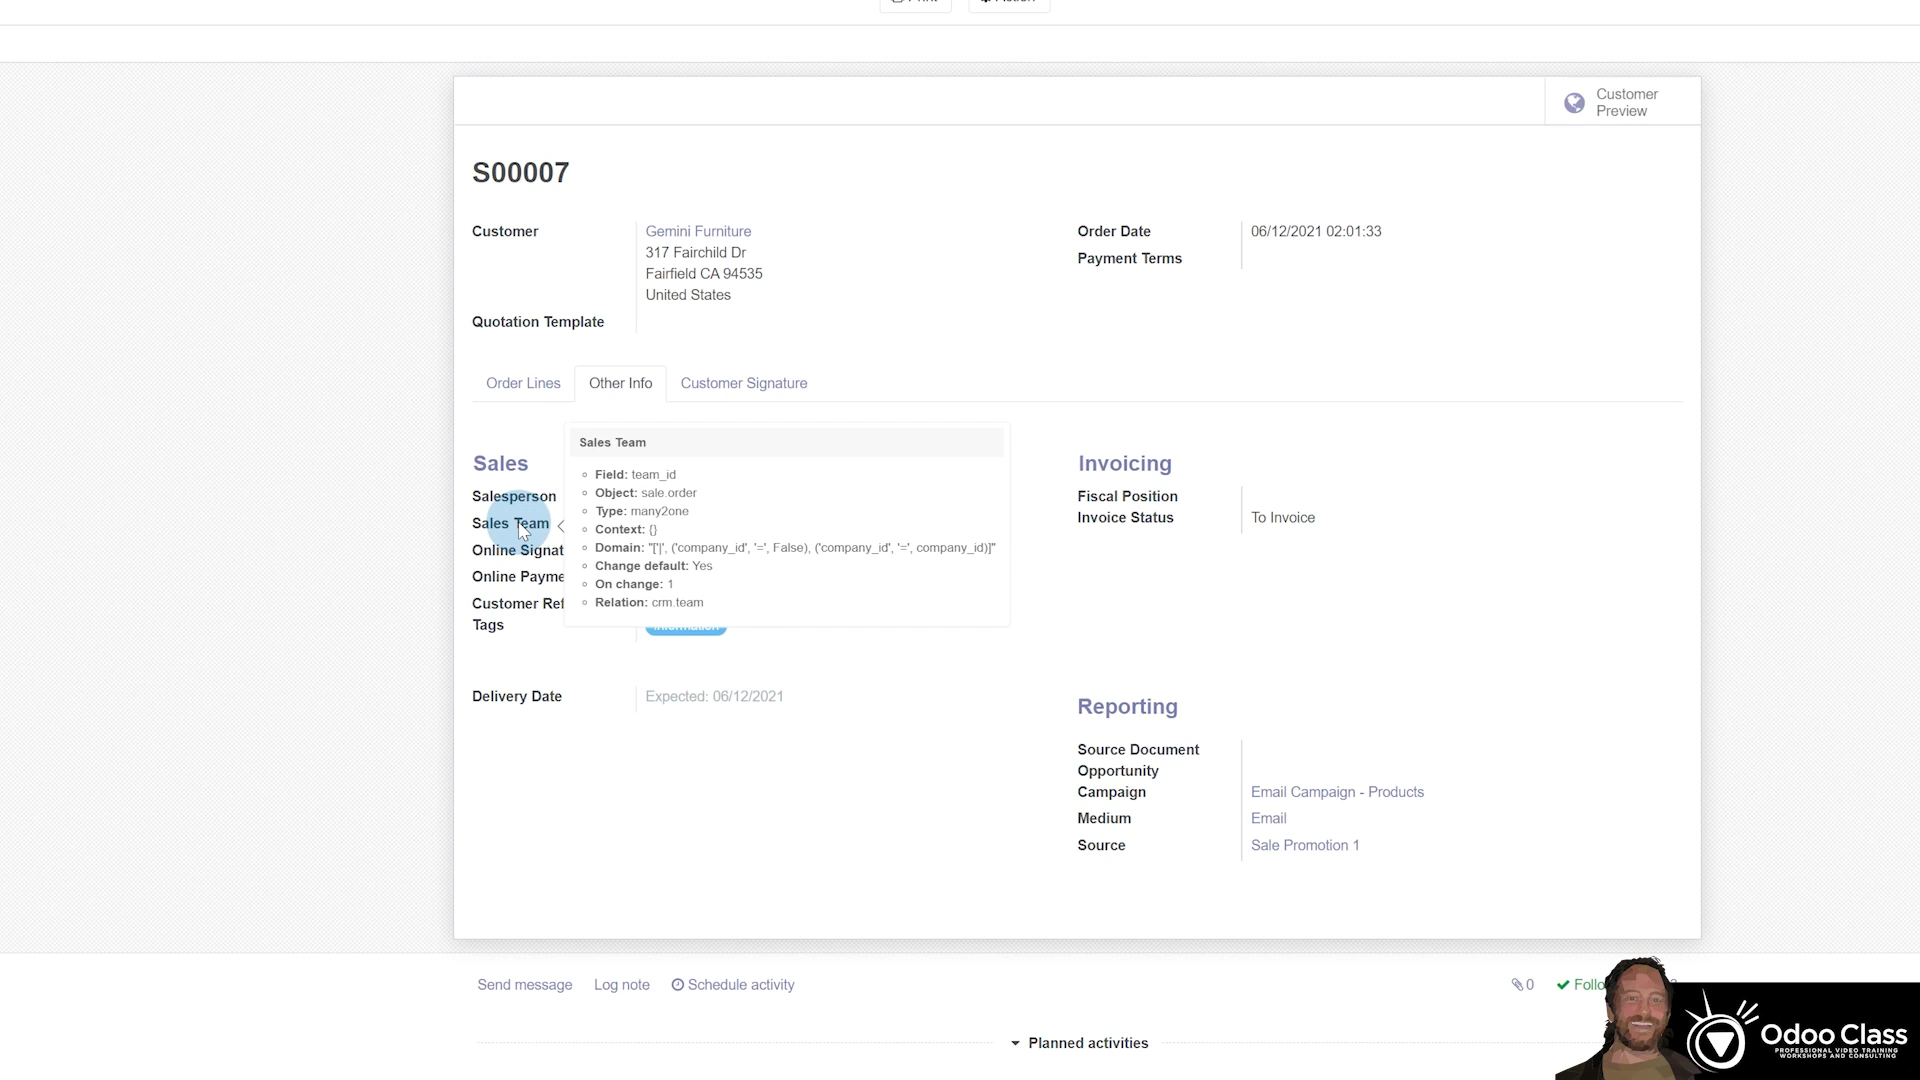 Print
Action
Customer
Preview
S00007
Customer
Gemini Furniture
317 Fairchild Dr
Fairfield CA 94535
United States
Order Date
06/12/2021 02:01:33
Payment Terms
Quotation Template
Order Lines
Other Info
Customer Signature
Sales
Salesperson
Sales Team
Online Signat
Online Payme
Customer Ref
Tags
Information
Sales Team
Field: team_id
Object: sale.order
Type: many2one
Context: {}
Domain: "['|', ('company_id', '=', False), ('company_id', '=', company_id)]"
Change default: Yes
On change: 1
Relation: crm.team
Invoicing
Fiscal Position
Invoice Status
To Invoice
Delivery Date
Expected: 06/12/2021
Reporting
Source Document
Opportunity
Campaign
Email Campaign - Products
Medium
Email
Source
Sale Promotion 1
Send message
Log note
Schedule activity
0
Follo
Planned activities
Odoo Class
PROFESSIONAL VIDEO TRAINING
WORKSHOPS AND CONSULTING